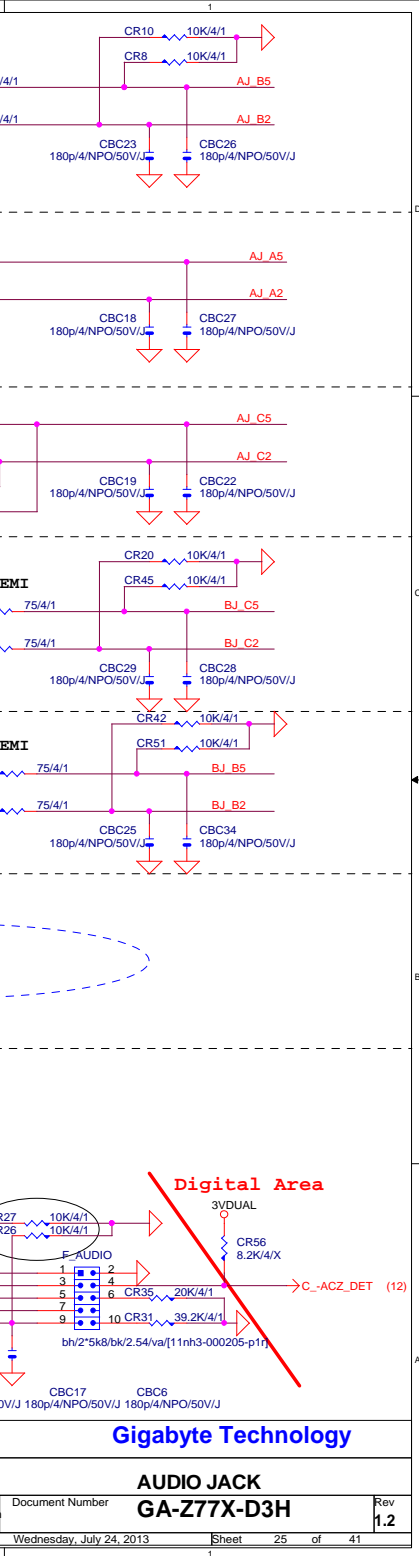 1
CR10 10K/4/1
CR8 10K/4/1
/4/1 AJ_B5
/4/1 AJ_B2
CBC23 CBC26
180p/4/NPO/50V/J 180p/4/NPO/50V/J
D
AJ_A5
AJ_A2
CBC18 CBC27
180p/4/NPO/50V/J 180p/4/NPO/50V/J
AJ_C5
AJ_C2
CBC19 CBC22
180p/4/NPO/50V/J 180p/4/NPO/50V/J
CR20 10K/4/1
EMI CR45 10K/4/1
C
75/4/1 BJ_C5
75/4/1 BJ_C2
CBC29 CBC28
180p/4/NPO/50V/J 180p/4/NPO/50V/J
CR42 10K/4/1
EMI CR51 10K/4/1
75/4/1 BJ_B5
75/4/1 BJ_B2
CBC25 CBC34
180p/4/NPO/50V/J 180p/4/NPO/50V/J
B
Digital Area
3VDUAL
R27 10K/4/1
R26 10K/4/1
CR56
8.2K/4/X
F_AUDIO
1 2
3 4
C_-ACZ_DET (12)
5 6 CR35 20K/4/1
7
9 10 CR31 39.2K/4/1
bh/2*5k8/bk/2.54/va/[11nh3-000205-p1r]
A
CBC17 CBC6
0V/J 180p/4/NPO/50V/J 180p/4/NPO/50V/J
Gigabyte Technology
AUDIO JACK
Document Number GA-Z77X-D3H Rev
1.2
Wednesday, July 24, 2013 Sheet 25 of 41
1